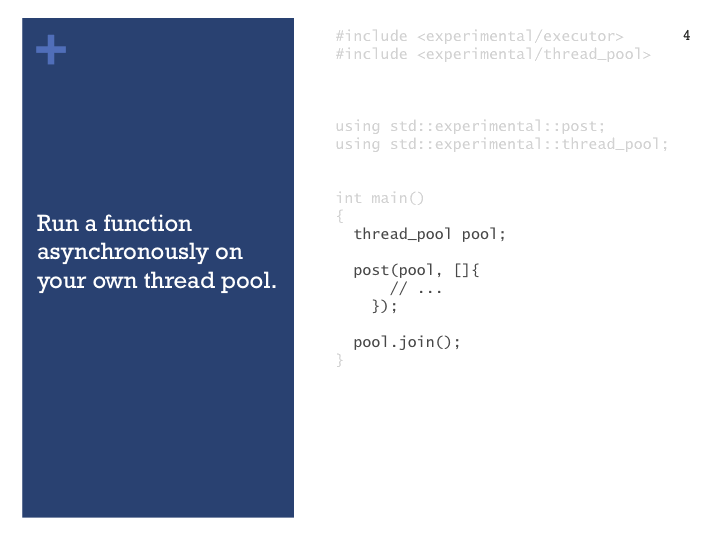 +
Run a function
asynchronously on
your own thread pool.
#include <experimental/executor>
#include <experimental/thread_pool>
4
using std::experimental::post;
using std::experimental::thread_pool;
int main()
{
  thread_pool pool;
  post(pool, []{
      // ...
    });
  pool.join();
}